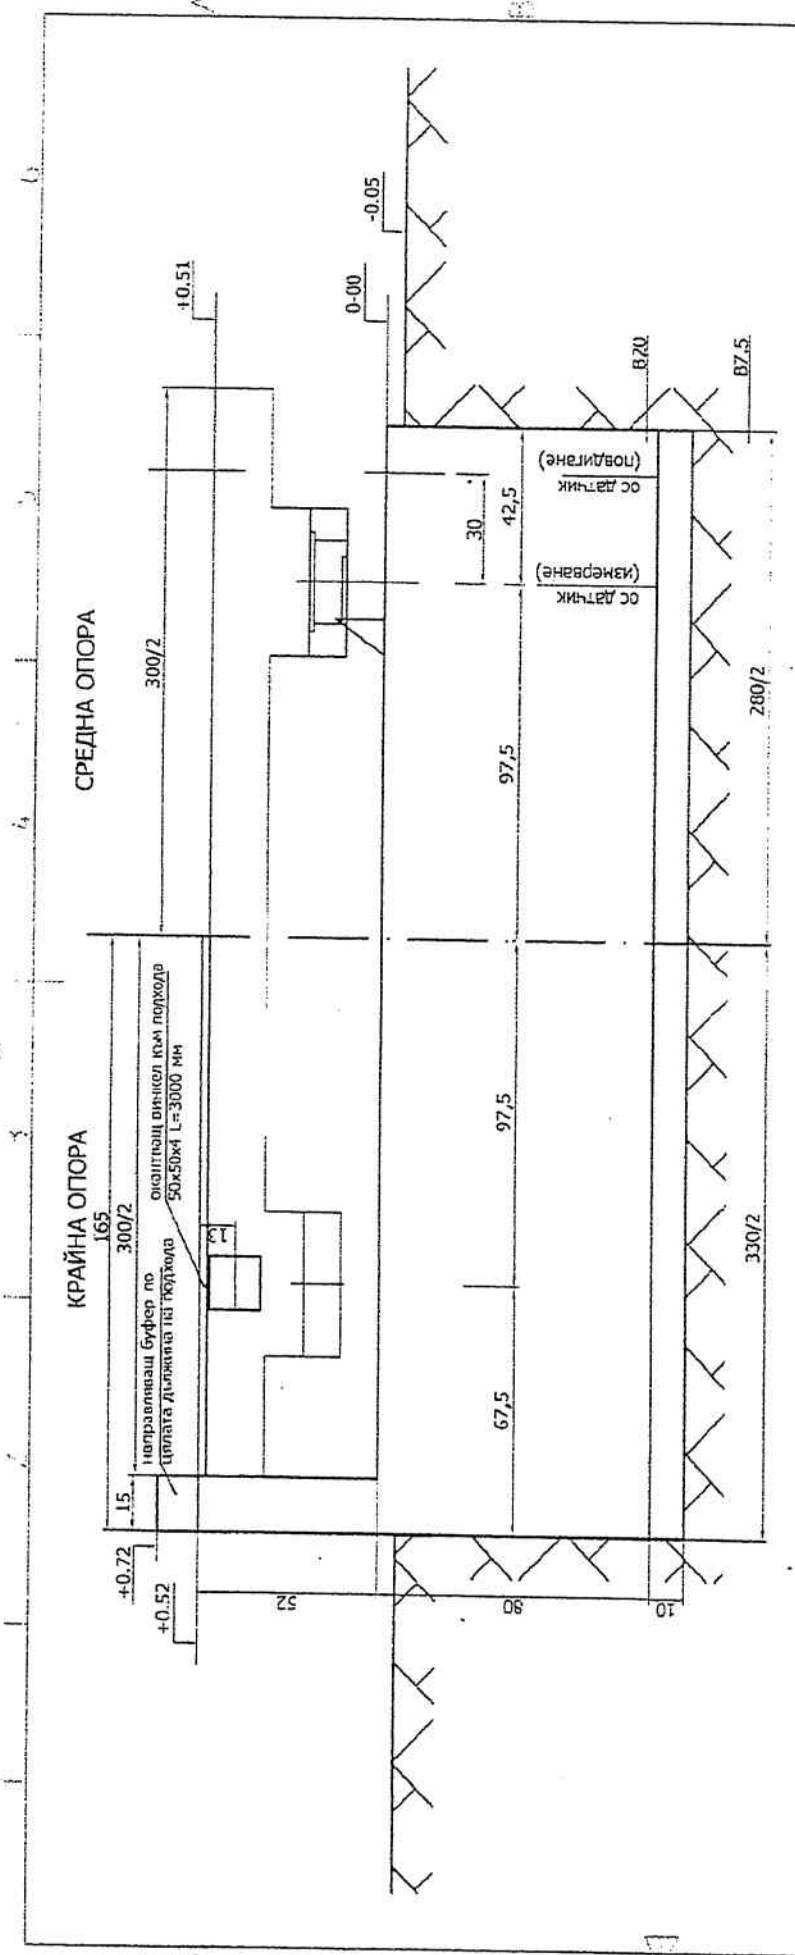 КРАЙНА ОПОРА
165
300/2
15
направляващ буфер по
цялата дължина на подхода
окантващ винкел към подхода
50x50x4 L=3000 мм
13
+0.72
+0.52
52
80
10
67,5
97,5
330/2
СРЕДНА ОПОРА
300/2
+0.51
0-00
-0.05
97,5
30
42,5
ос датчик
(измерване)
ос датчик
(повдигане)
B20
B7,5
280/2